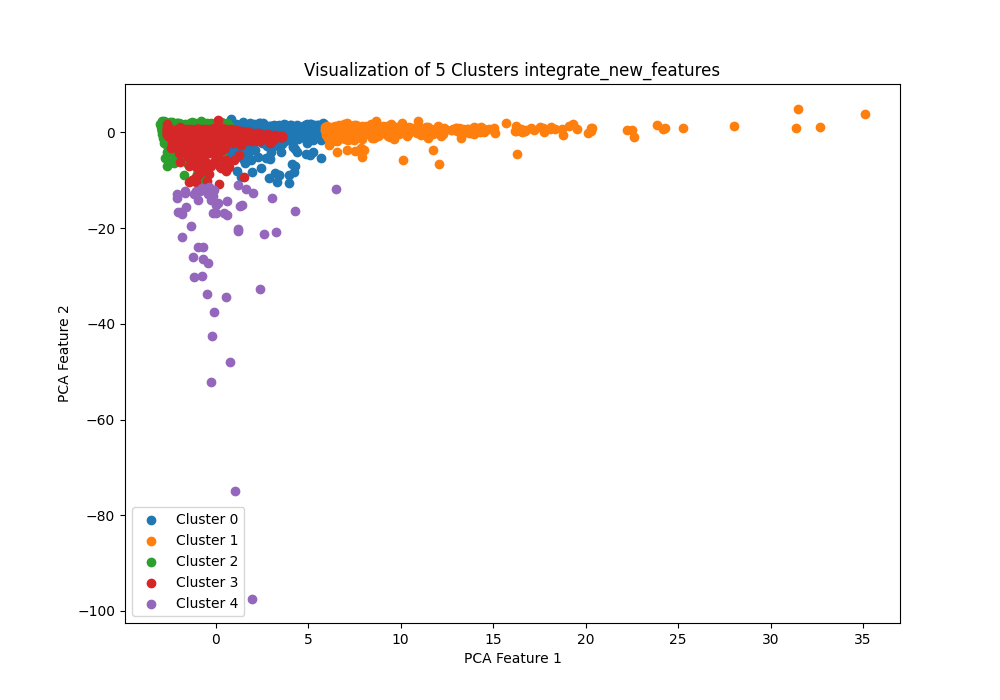 Visualization of 5 Clusters integrate_new_features
PCA Feature 2
0
−20
−40
−60
−80
−100
Cluster 0
Cluster 1
Cluster 2
Cluster 3
Cluster 4
0 5 10 15 20 25 30 35
PCA Feature 1